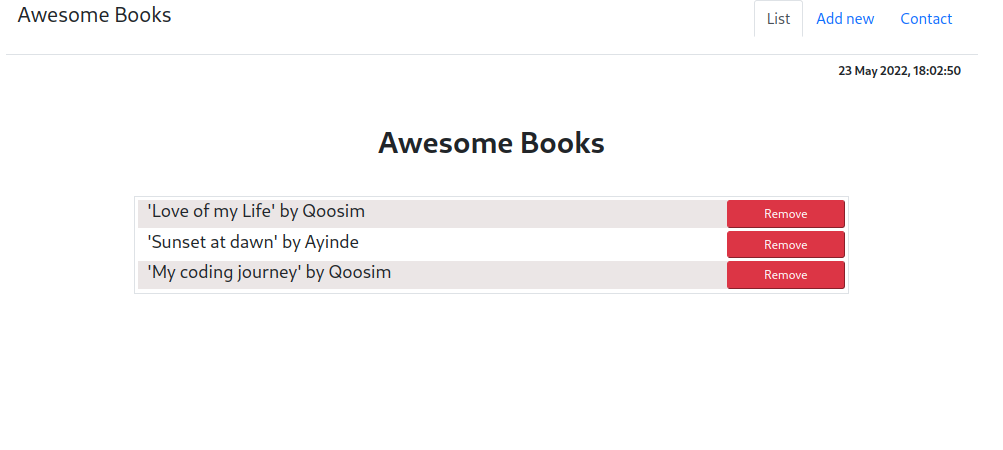 Awesome Books List Add new Contact
23 May 2022, 18:02:50
Awesome Books
'Love of my Life' by Qoosim Remove
'Sunset at dawn' by Ayinde Remove
'My coding journey' by Qoosim Remove